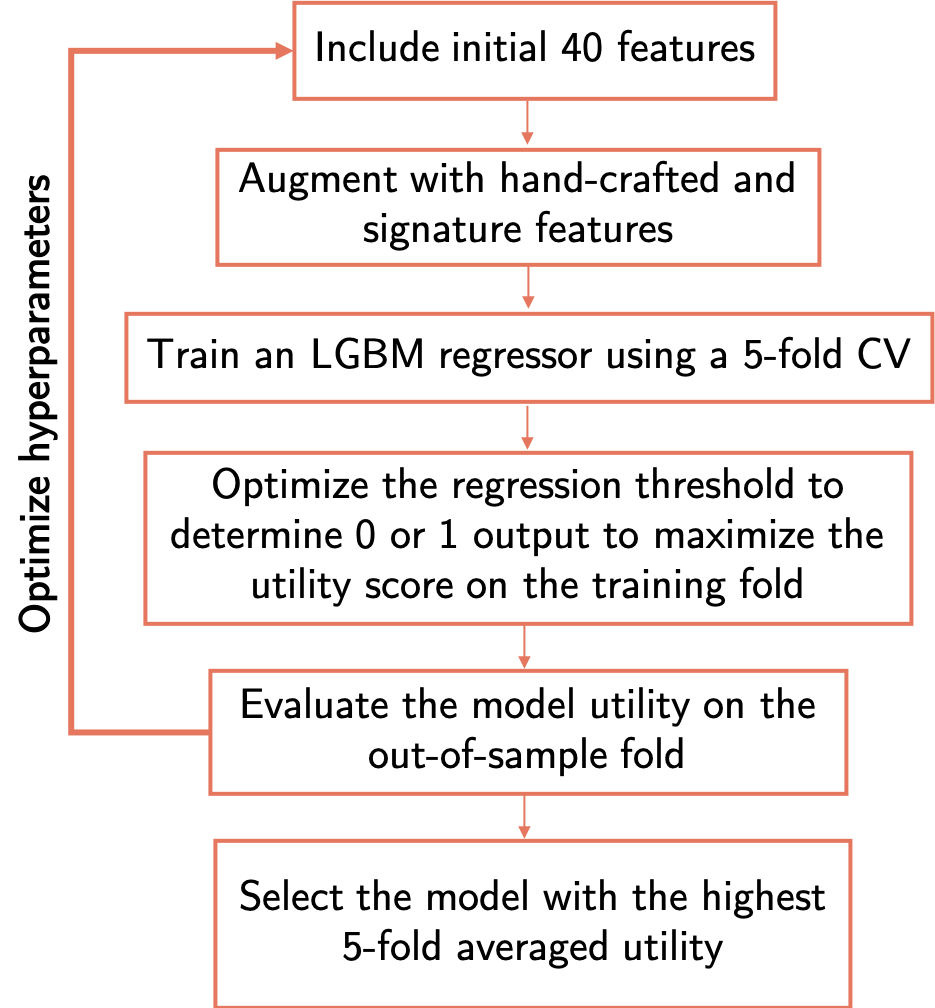 Include initial 40 features
Augment with hand-crafted and
signature features
Train an LGBM regressor using a 5-fold CV
Optimize the regression threshold to
determine 0 or 1 output to maximize the
utility score on the training fold
Evaluate the model utility on the
out-of-sample fold
Select the model with the highest
5-fold averaged utility
Optimize hyperparameters